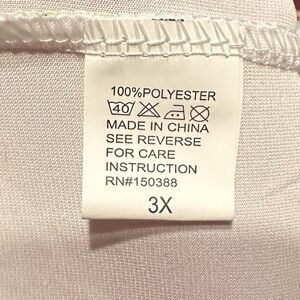 100%POLYESTER
40
MADE IN CHINA
SEE REVERSE
FOR CARE
INSTRUCTION
RN#150388
3X